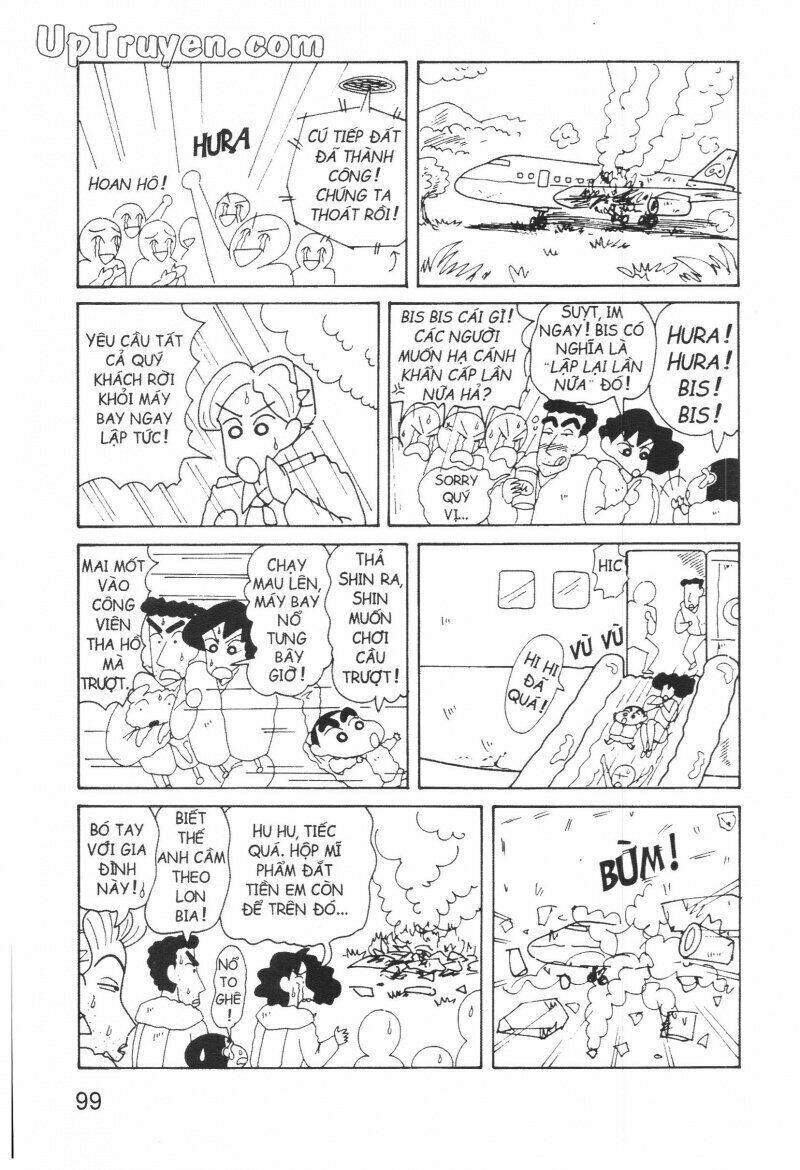 UpTruyen.com
CÚ TIẾP ĐẤT
ĐÃ THÀNH
CÔNG!
CHÚNG TA
THOÁT RỒI!
HURA
HOAN HÔ!
HURA!
HURA!
BIS!
BIS!
SUYT, IM
NGAY! BIS CÓ
NGHĨA LÀ
"LẬP LẠI LẦN
NỮA" ĐÓ!
BIS BIS CÁI GÌ!
CÁC NGƯỜI
MUỐN HẠ CÁNH
KHẨN CẤP LẦN
NỮA HẢ?
SORRY
QUÝ
VỊ...
YÊU CẦU TẤT
CẢ QUÝ
KHÁCH RỜI
KHỎI MÁY
BAY NGAY
LẬP TỨC!
HIC
VÙ VÙ
HI HI
ĐÃ
QUÁ!
THẢ
SHIN RA,
SHIN
MUỐN
CHƠI
CẦU
TRƯỢT!
CHẠY
MAU LÊN,
MÁY BAY
NỔ
TUNG
BÂY
GIỜ!
MAI MỐT
VÀO
CÔNG
VIÊN
THA HỒ
MÀ
TRƯỢT.
BÙM!
HU HU, TIẾC
QUÁ. HỘP MĨ
PHẨM ĐẮT
TIỀN EM CÒN
ĐỂ TRÊN ĐÓ...
NỔ
TO
GHÊ
!
BIẾT
THẾ
ANH CẦM
THEO
LON
BIA!
BÓ TAY
VỚI GIA
ĐÌNH
NÀY!
99